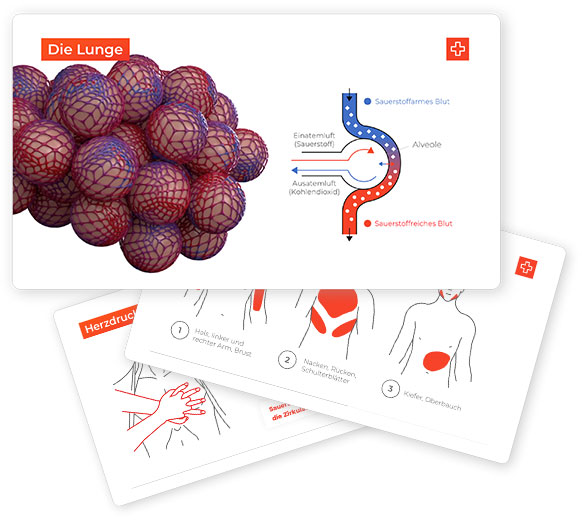 Die Lunge
Sauerstoffarmes Blut
Einatemluft
(Sauerstoff)
Alveole
Ausatemluft
(Kohlendioxid)
Sauerstoffreiches Blut
Herzdruck
1
Hals, linker und
rechter Arm, Brust
2
Nacken, Rücken,
Schulterblätter
3
Kiefer, Oberbauch
Sauer
die Zirkul